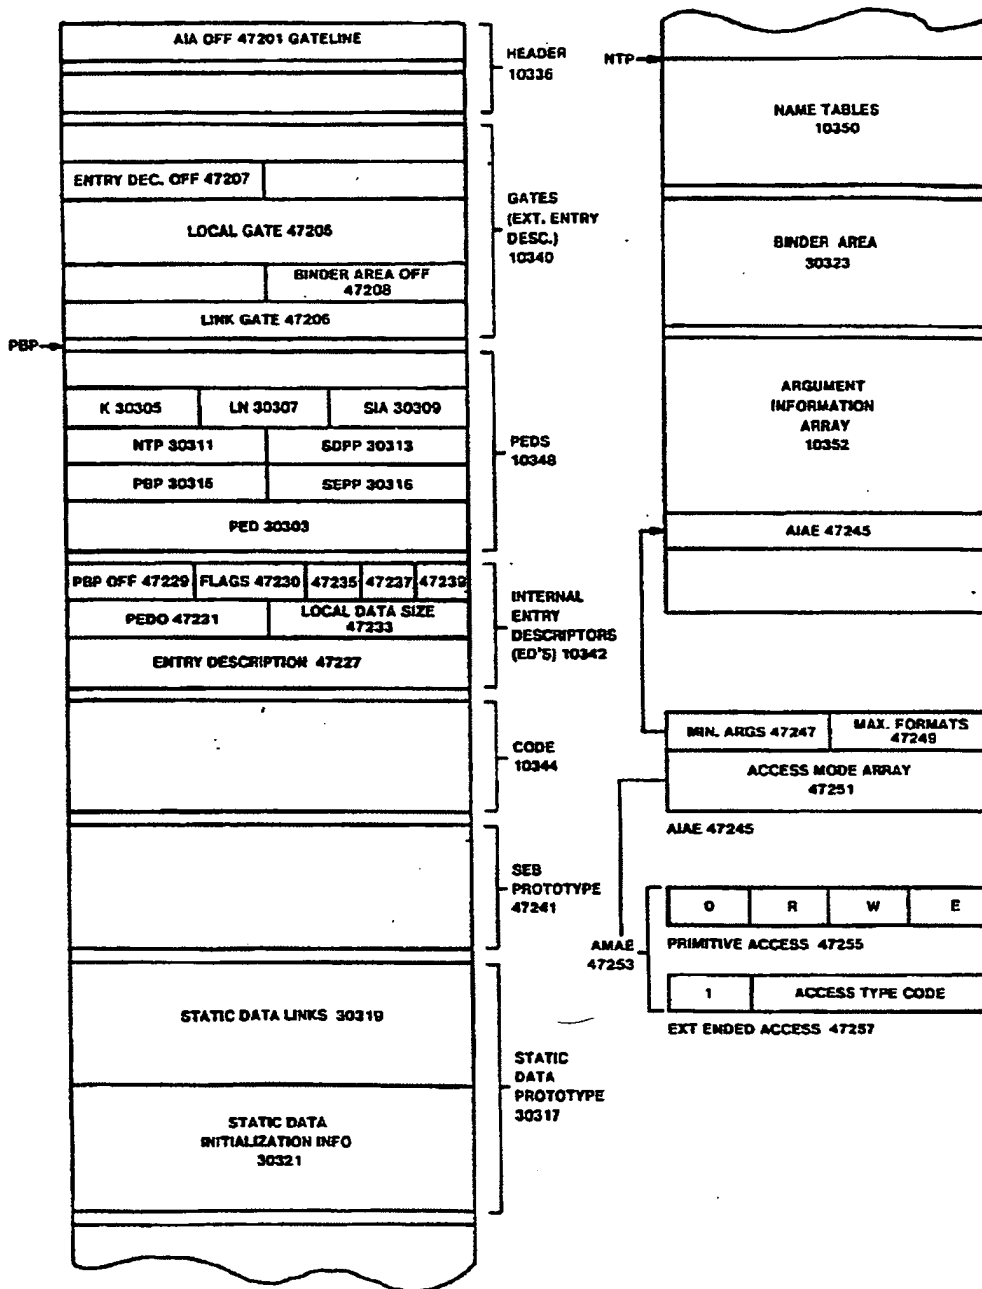 AIA OFF 47201 GATELINE
HEADER
10336
ENTRY DEC. OFF 47207
LOCAL GATE 47205
BINDER AREA OFF
47208
LINK GATE 47206
GATES
(EXT. ENTRY
DESC.)
10340
PBP
K 30305
LN 30307
SIA 30309
NTP 30311
SDPP 30313
PBP 30315
SEPP 30316
PED 30303
PEDS
10348
PBP OFF 47229
FLAGS 47230
47235
47237
47239
PEDO 47231
LOCAL DATA SIZE
47233
ENTRY DESCRIPTION 47227
INTERNAL
ENTRY
DESCRIPTORS
(ED'S) 10342
CODE
10344
SEB
PROTOTYPE
47241
STATIC DATA LINKS 30319
STATIC DATA
INITIALIZATION INFO
30321
STATIC
DATA
PROTOTYPE
30317
NTP
NAME TABLES
10350
BINDER AREA
30323
ARGUMENT
INFORMATION
ARRAY
10352
AIAE 47245
MIN. ARGS 47247
MAX. FORMATS
47249
ACCESS MODE ARRAY
47251
AIAE 47245
AMAE
47253
O
R
W
E
PRIMITIVE ACCESS 47255
1
ACCESS TYPE CODE
EXT ENDED ACCESS 47257